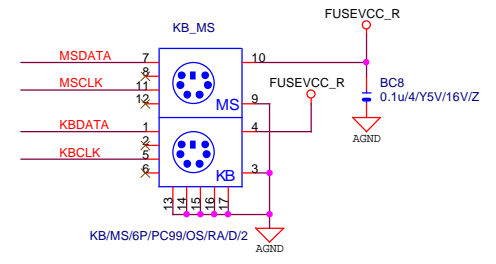 FUSEVCC_R
KB_MS
MSDATA 7 10
8
MSCLK 11 FUSEVCC_R BC8
12 MS 9 0.1u/4/Y5V/16V/Z
KBDATA 1 4 AGND
2
KBCLK 5
6 KB 3
13 14 15 16 17
KB/MS/6P/PC99/OS/RA/D/2
AGND